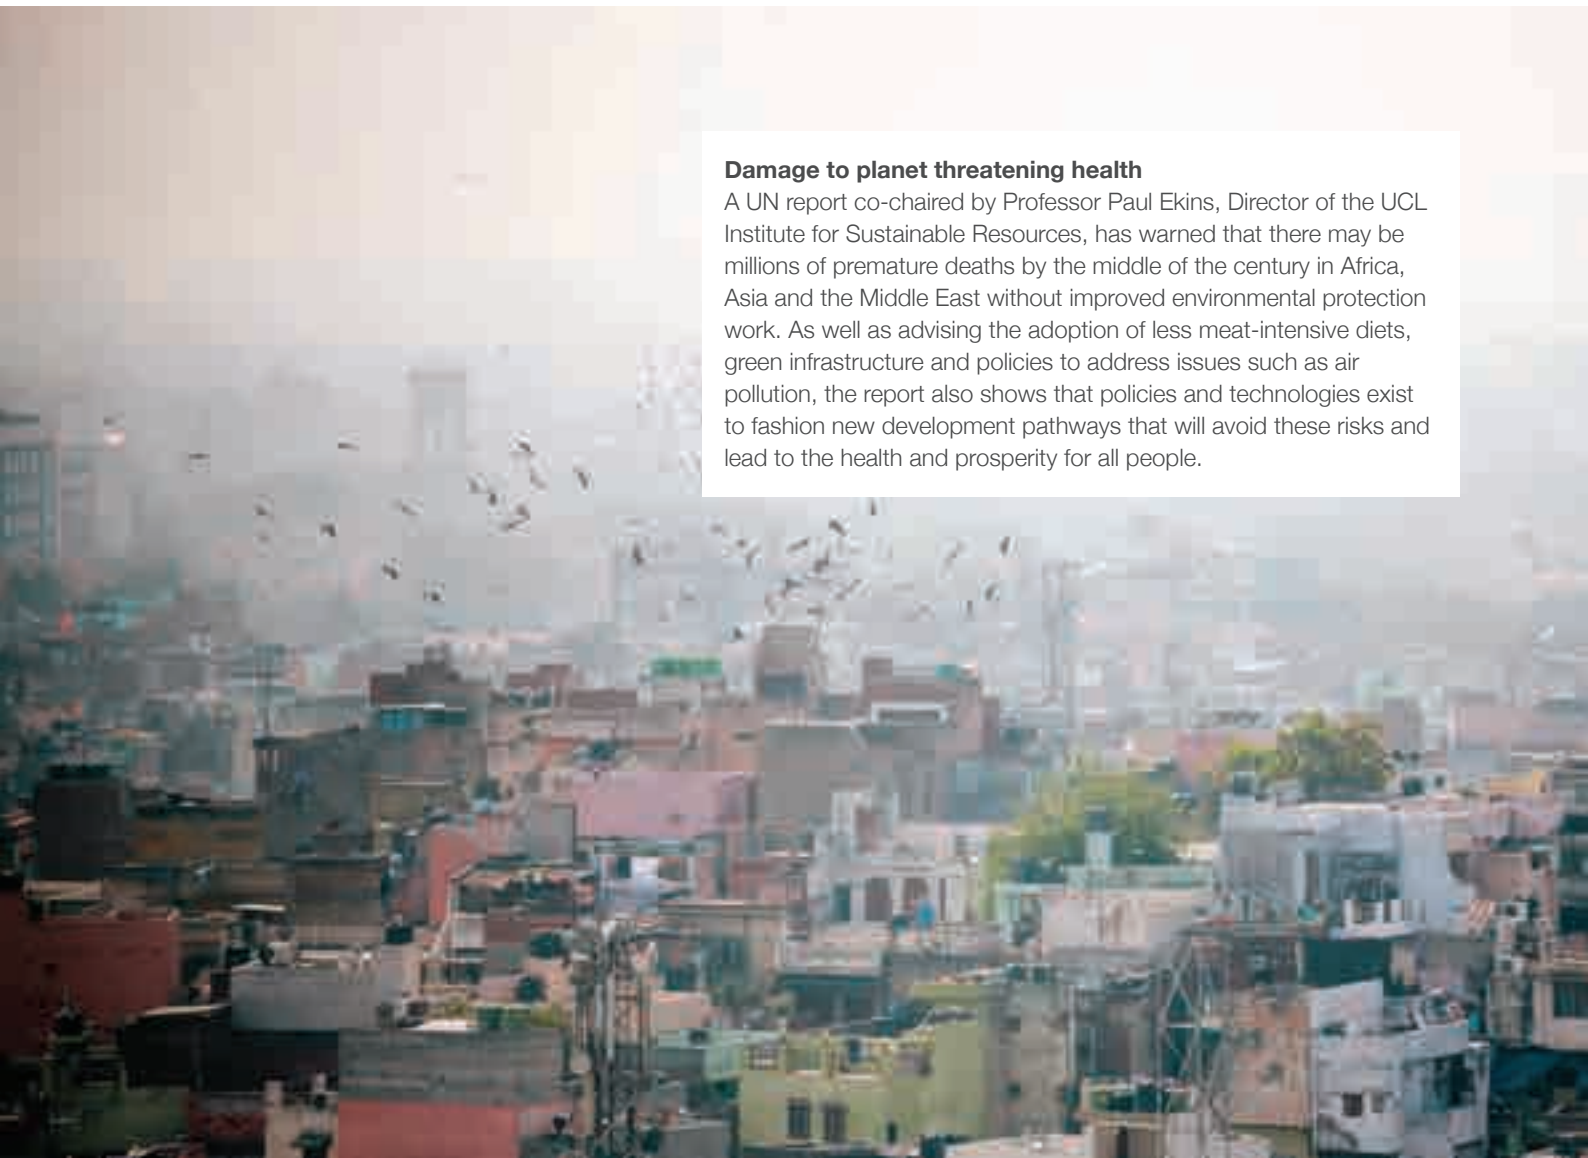 Damage to planet threatening health
A UN report co-chaired by Professor Paul Ekins, Director of the UCL
Institute for Sustainable Resources, has warned that there may be
millions of premature deaths by the middle of the century in Africa,
Asia and the Middle East without improved environmental protection
work. As well as advising the adoption of less meat-intensive diets,
green infrastructure and policies to address issues such as air
pollution, the report also shows that policies and technologies exist
to fashion new development pathways that will avoid these risks and
lead to the health and prosperity for all people.